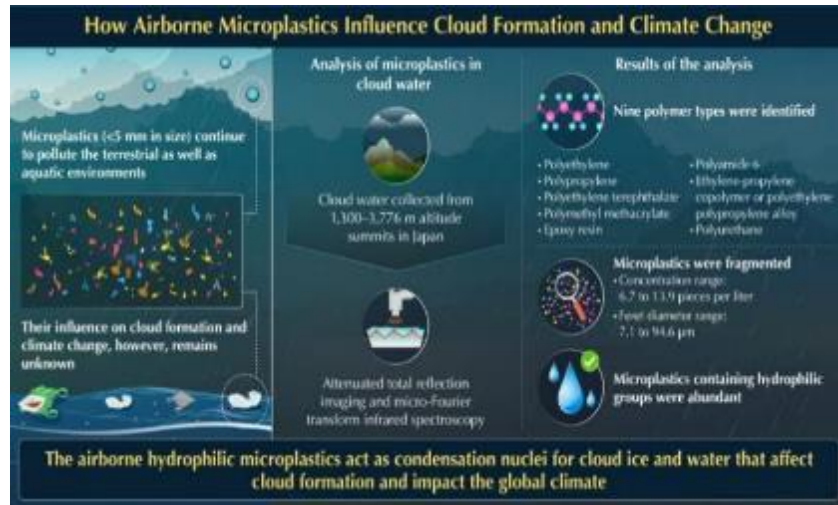 How Airborne Microplastics Influence Cloud Formation and Climate Change
Microplastics (<5 mm in size) continue
to pollute the terrestrial as well as
aquatic environments
Their influence on cloud formation and
climate change, however, remains
unknown
Analysis of microplastics in
cloud water
Cloud water collected from
1,300–3,776 m altitude
summits in Japan
Attenuated total reflection
imaging and micro-Fourier
transform infrared spectroscopy
Results of the analysis
Nine polymer types were identified
• Polyethylene
• Polypropylene
• Polyethylene terephthalate
• Polymethyl methacrylate
• Epoxy resin
• Polyamide 6
• Ethylene-propylene
copolymer or polyethylene
polypropylene alloy
• Polyurethane
Microplastics were fragmented
• Concentration range:
6.7 to 13.9 pieces per liter
• Feret diameter range:
7.1 to 94.6 µm
Microplastics containing hydrophilic
groups were abundant
The airborne hydrophilic microplastics act as condensation nuclei for cloud ice and water that affect
cloud formation and impact the global climate